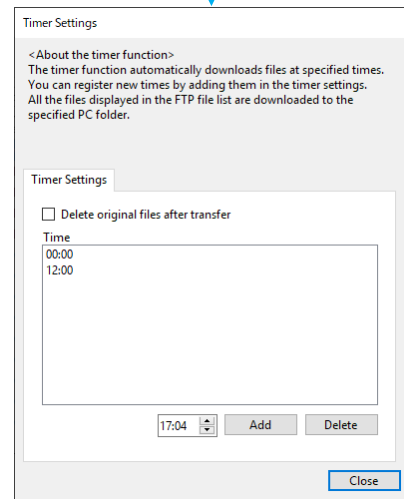 Timer Settings
<About the timer function>
The timer function automatically downloads files at specified times.
You can register new times by adding them in the timer settings.
All the files displayed in the FTP file list are downloaded to the
specified PC folder.
Timer Settings
Delete original files after transfer
Time
00:00
12:00
17:04 Add Delete
Close